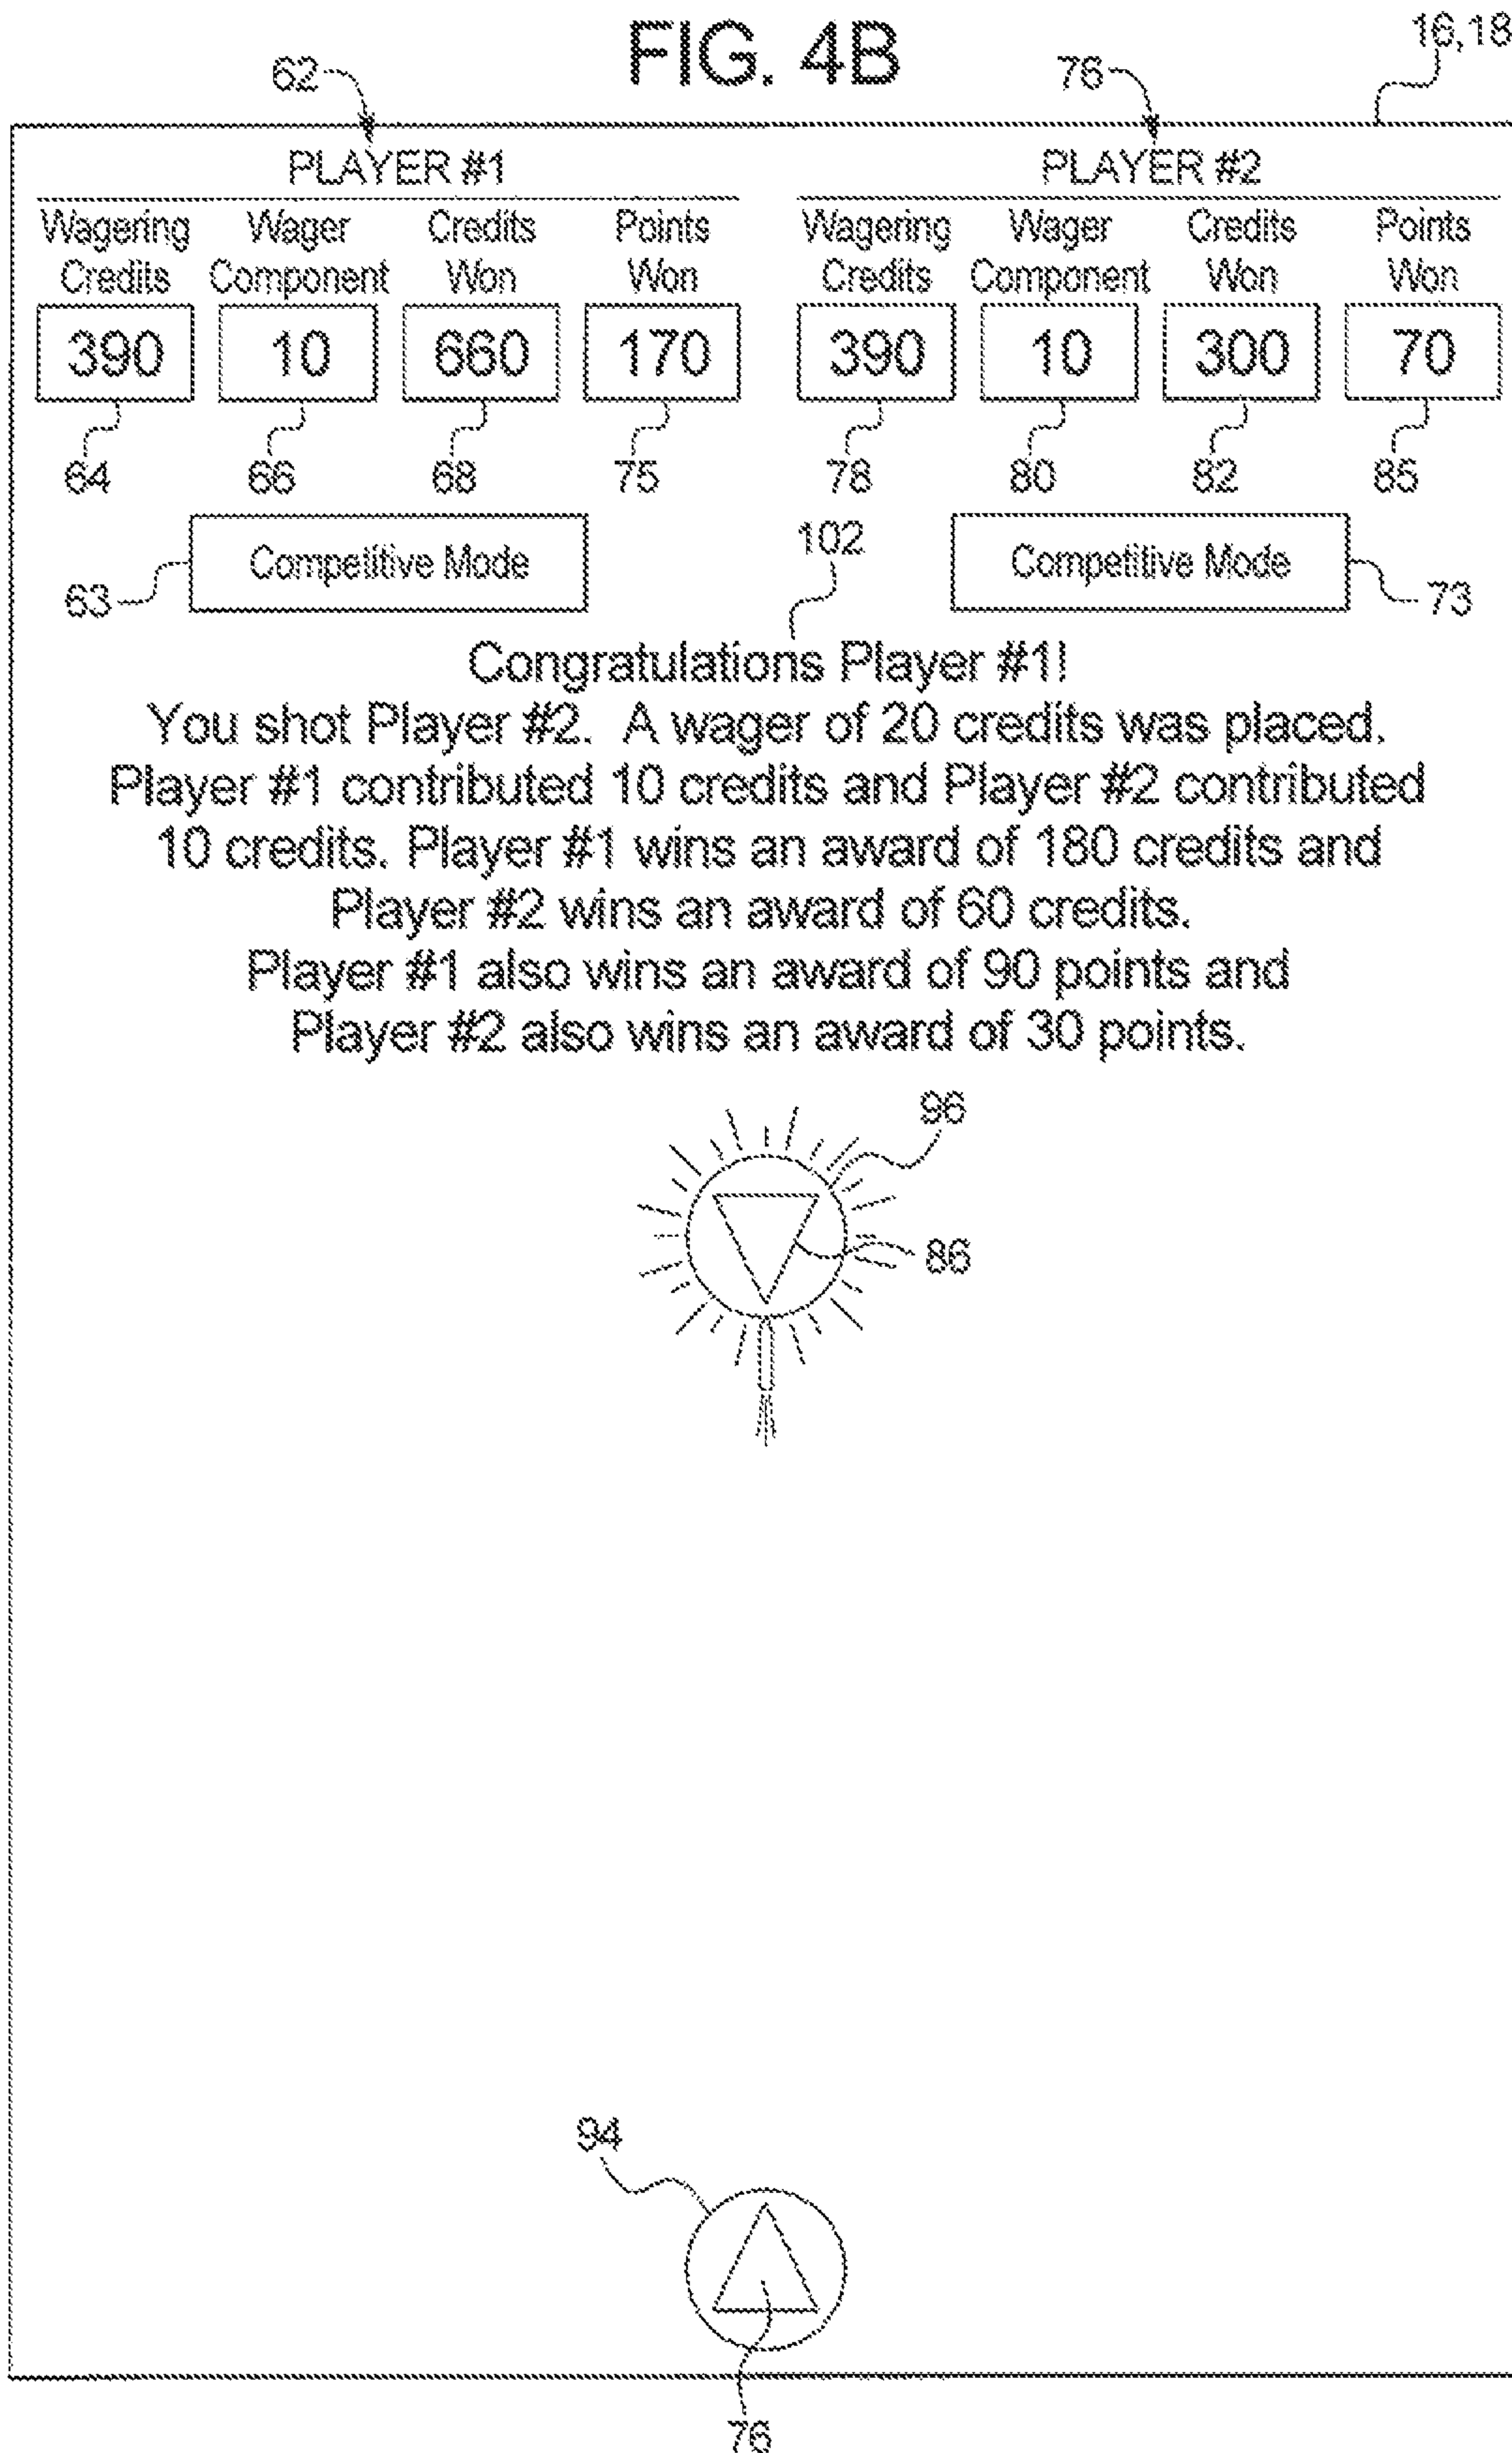 FIG. 4B
16,18
62
76
PLAYER #1
PLAYER #2
Wagering Credits
Wager Component
Credits Won
Points Won
Wagering Credits
Wager Component
Credits Won
Points Won
390
10
660
170
390
10
300
70
64
66
68
75
78
80
82
85
63
Competitive Mode
102
Competitive Mode
73
Congratulations Player #1!
You shot Player #2. A wager of 20 credits was placed.
Player #1 contributed 10 credits and Player #2 contributed
10 credits. Player #1 wins an award of 180 credits and
Player #2 wins an award of 60 credits.
Player #1 also wins an award of 90 points and
Player #2 also wins an award of 30 points.
96
86
94
76